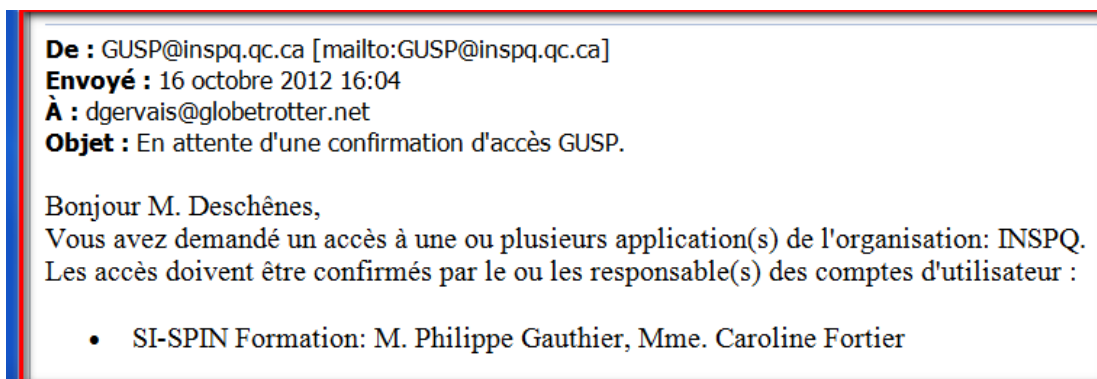 De : GUSP@inspq.qc.ca [mailto:GUSP@inspq.qc.ca]
Envoyé : 16 octobre 2012 16:04
À : dgervais@globetrotter.net
Objet : En attente d'une confirmation d'accès GUSP.
Bonjour M. Deschênes,
Vous avez demandé un accès à une ou plusieurs application(s) de l'organisation: INSPQ.
Les accès doivent être confirmés par le ou les responsable(s) des comptes d'utilisateur :
• SI-SPIN Formation: M. Philippe Gauthier, Mme. Caroline Fortier